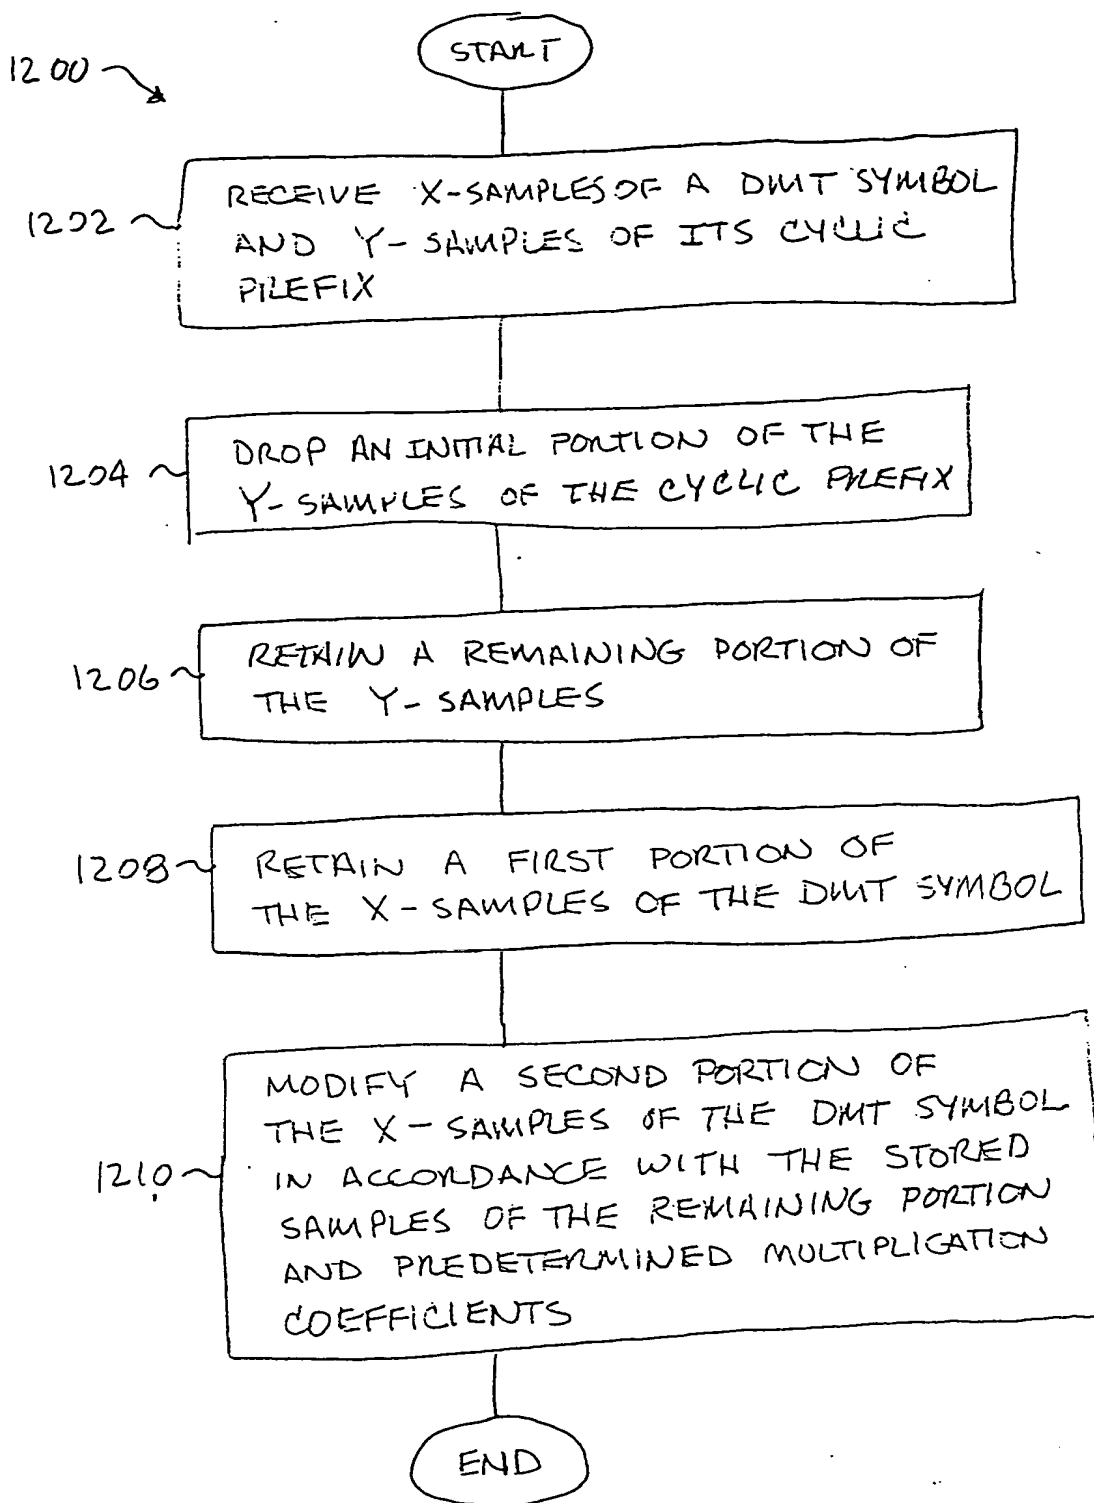 START
1200
1202
RECEIVE X-SAMPLES OF A DMT SYMBOL
AND Y-SAMPLES OF ITS CYCLIC
PREFIX
1204
DROP AN INITIAL PORTION OF THE
Y-SAMPLES OF THE CYCLIC PREFIX
1206
RETAIN A REMAINING PORTION OF
THE Y-SAMPLES
1208
RETAIN A FIRST PORTION OF
THE X-SAMPLES OF THE DMT SYMBOL
1210
MODIFY A SECOND PORTION OF
THE X-SAMPLES OF THE DMT SYMBOL
IN ACCORDANCE WITH THE STORED
SAMPLES OF THE REMAINING PORTION
AND PREDETERMINED MULTIPLICATION
COEFFICIENTS
END